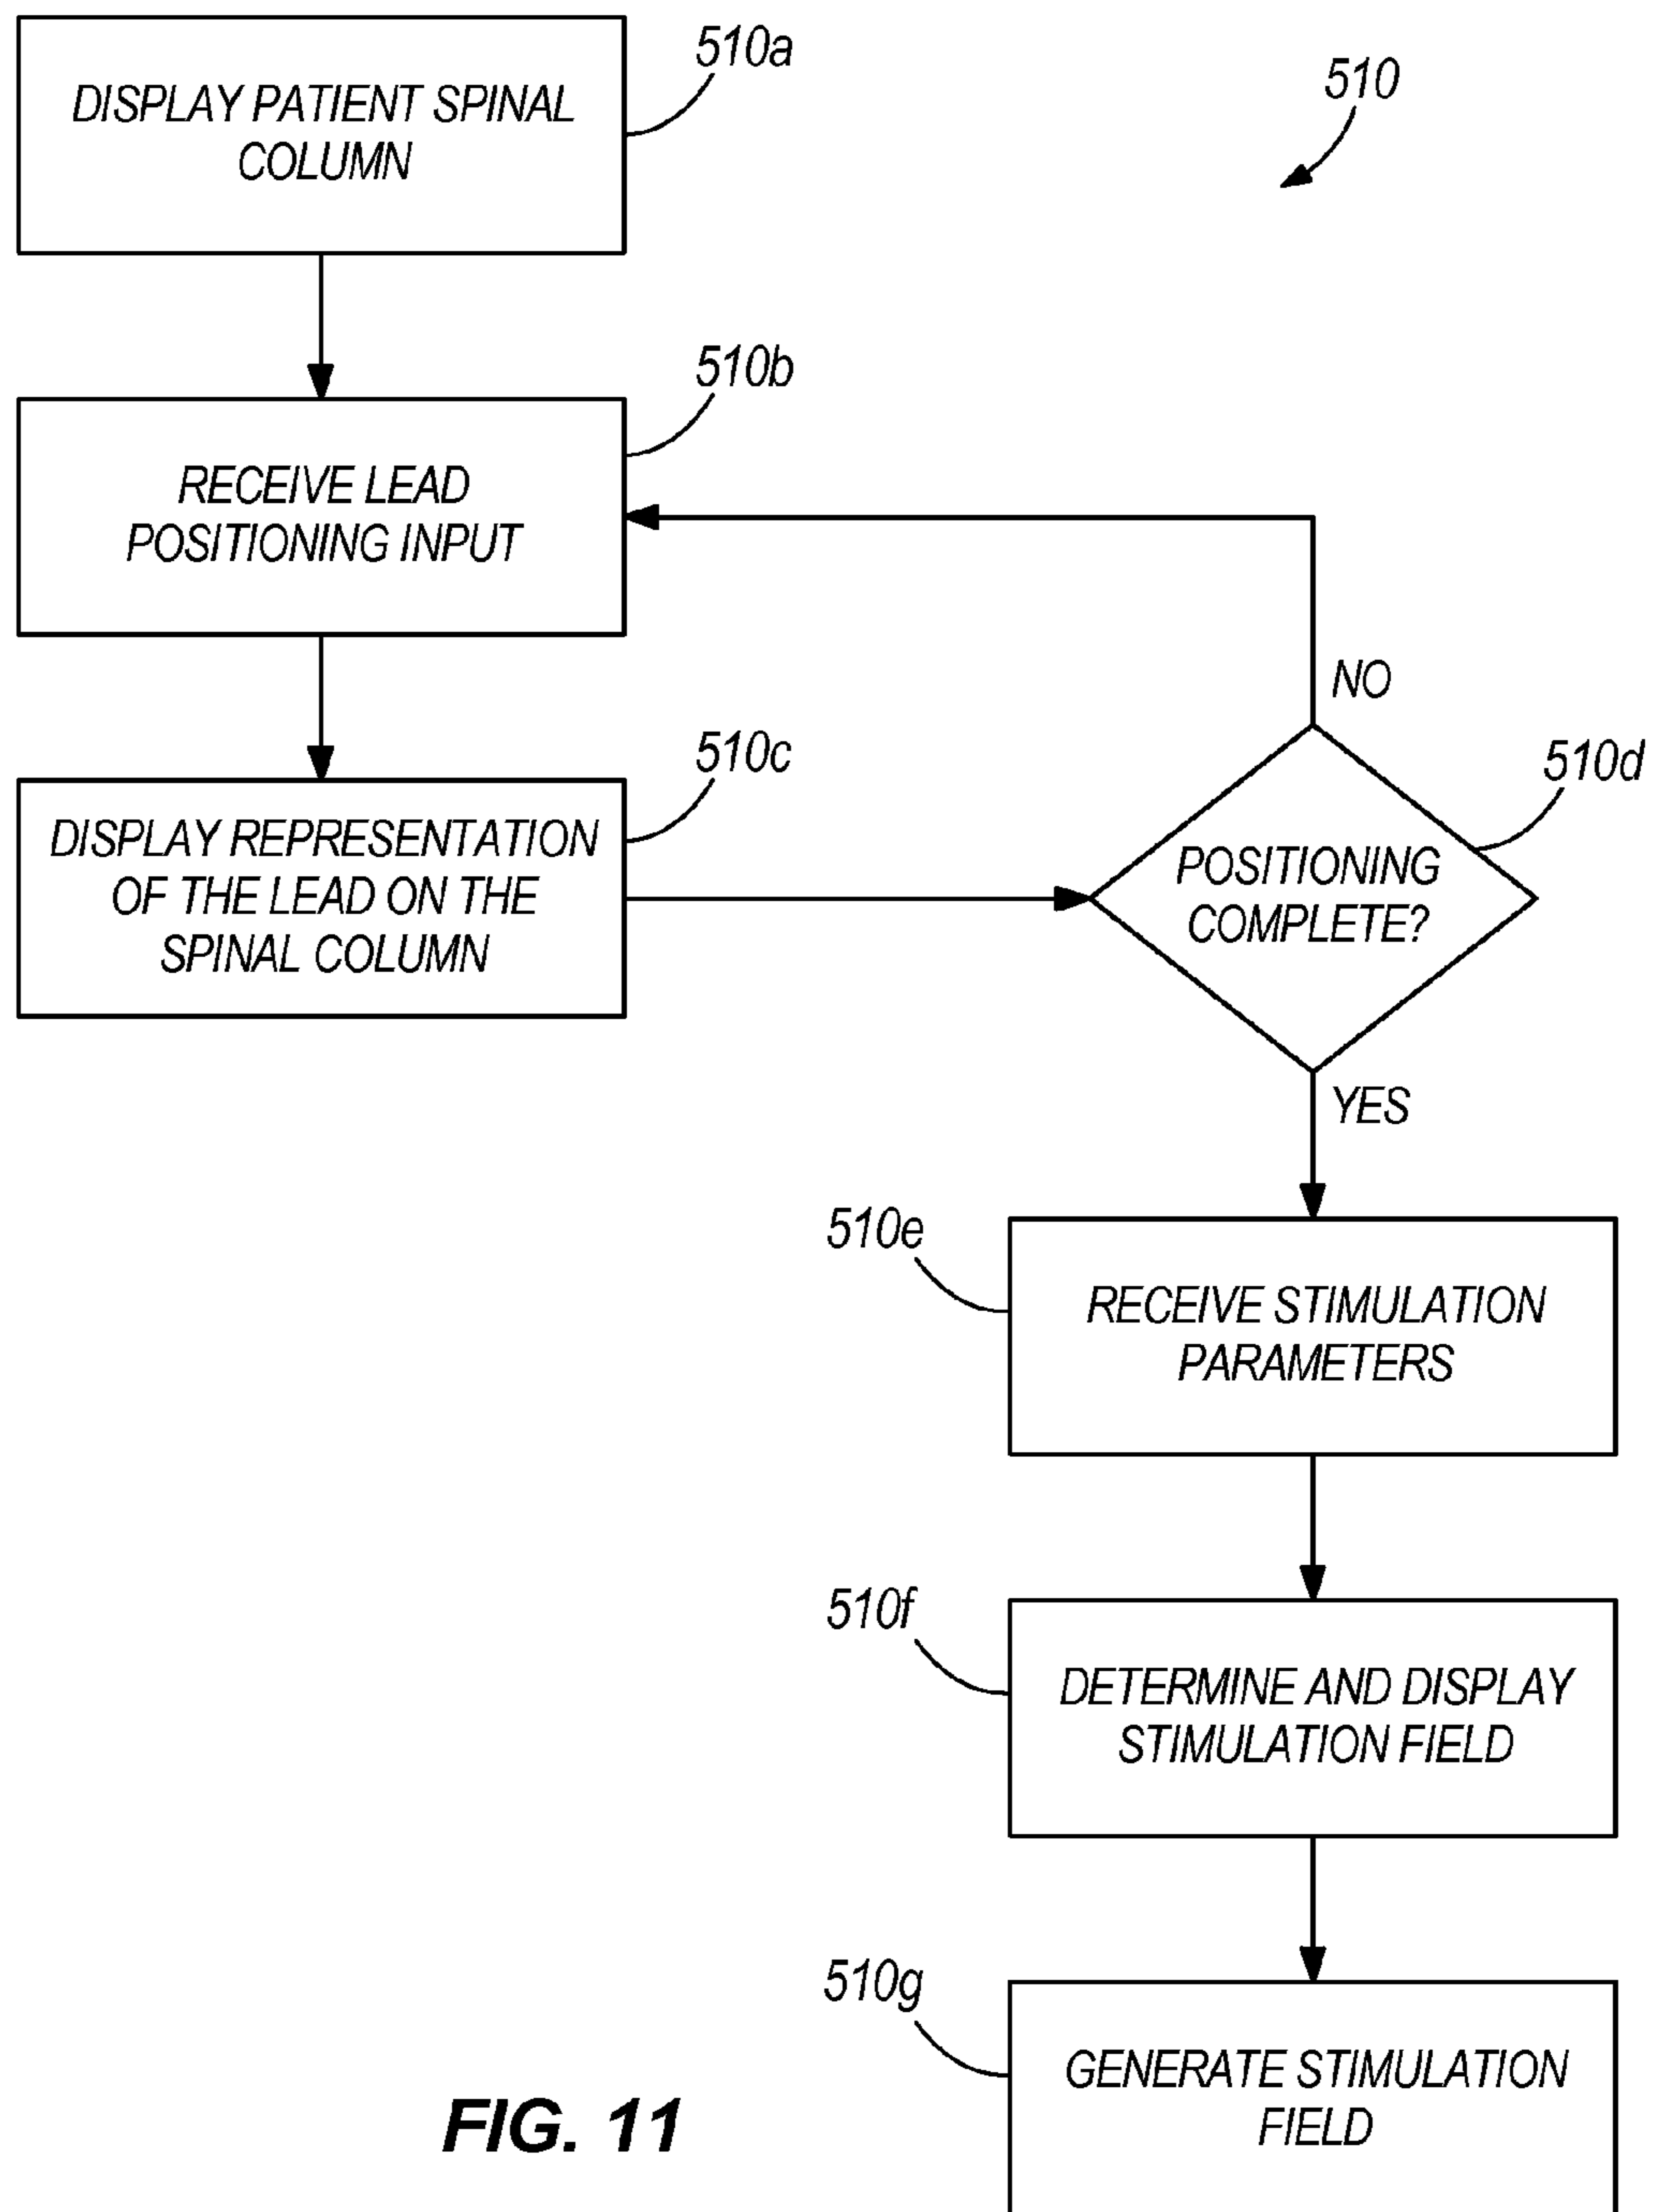 510a
DISPLAY PATIENT SPINAL
COLUMN
510
510b
RECEIVE LEAD
POSITIONING INPUT
NO
510c
DISPLAY REPRESENTATION
OF THE LEAD ON THE
SPINAL COLUMN
510d
POSITIONING
COMPLETE?
YES
510e
RECEIVE STIMULATION
PARAMETERS
510f
DETERMINE AND DISPLAY
STIMULATION FIELD
510g
GENERATE STIMULATION
FIELD
FIG. 11